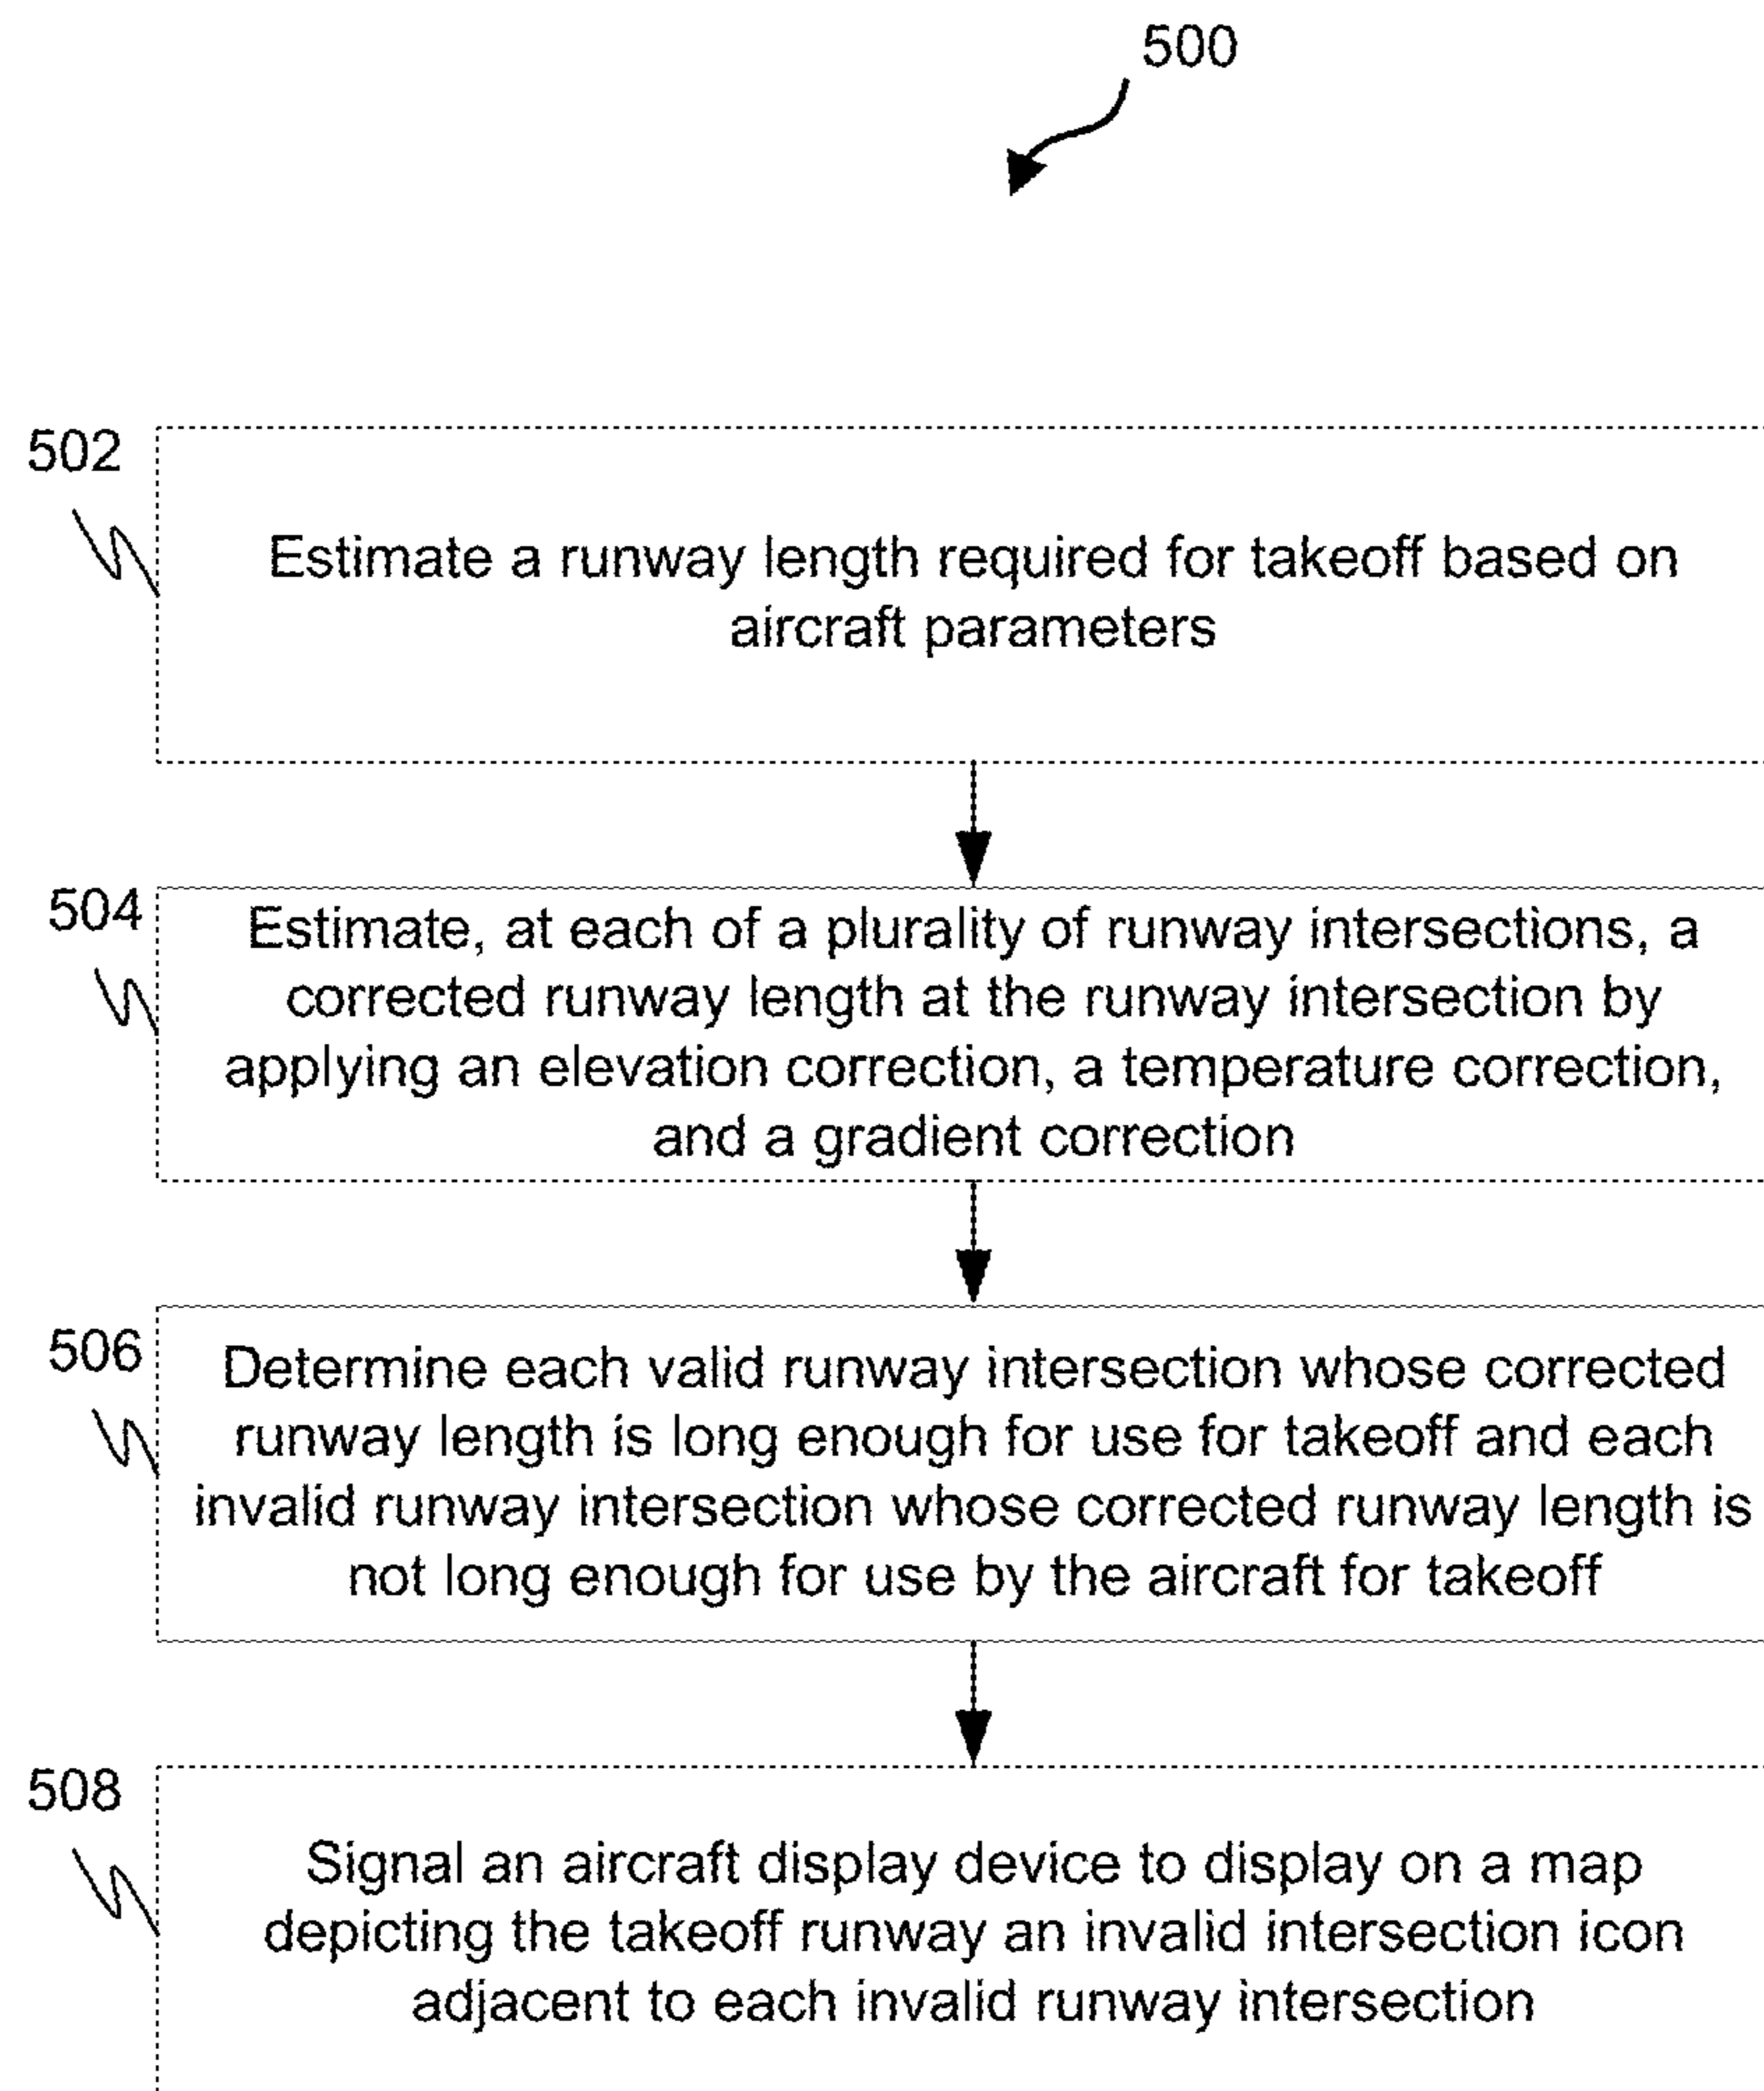 500
502
Estimate a runway length required for takeoff based on
aircraft parameters
504
Estimate, at each of a plurality of runway intersections, a
corrected runway length at the runway intersection by
applying an elevation correction, a temperature correction,
and a gradient correction
506
Determine each valid runway intersection whose corrected
runway length is long enough for use for takeoff and each
invalid runway intersection whose corrected runway length is
not long enough for use by the aircraft for takeoff
508
Signal an aircraft display device to display on a map
depicting the takeoff runway an invalid intersection icon
adjacent to each invalid runway intersection